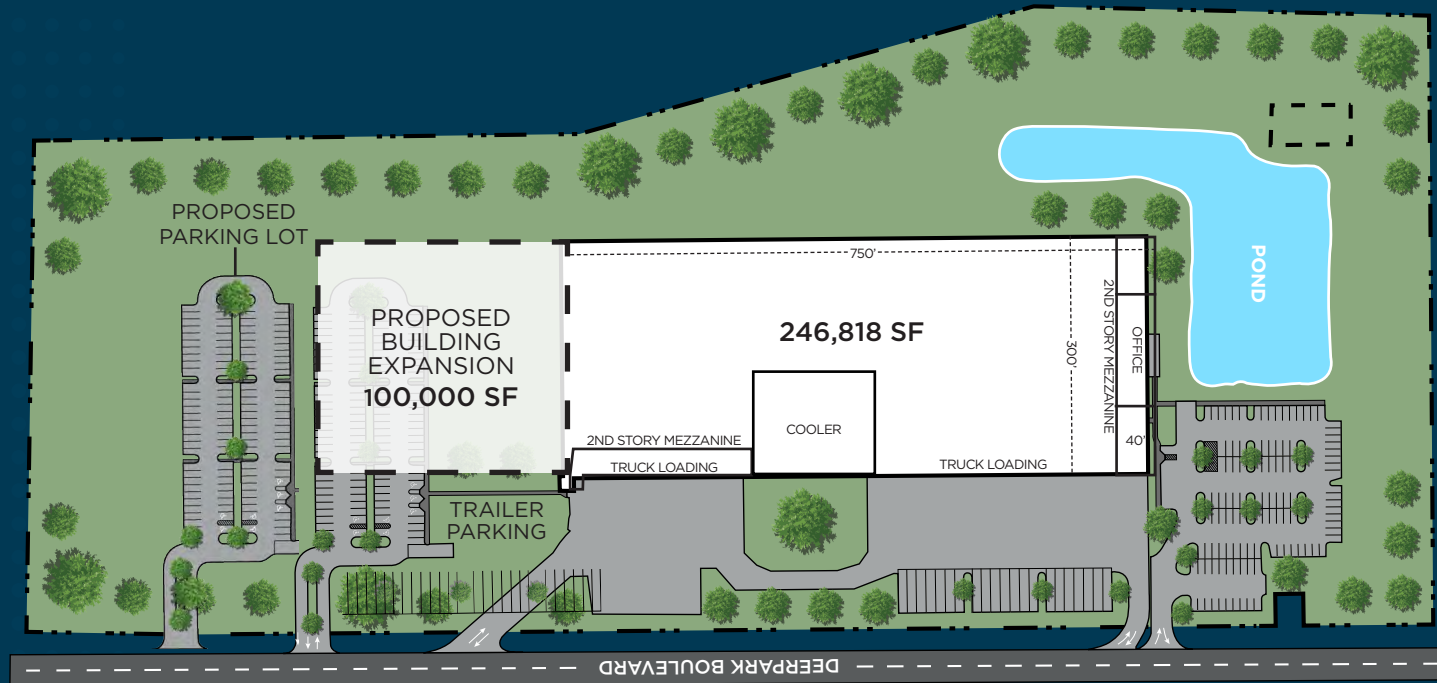 PROPOSED
PARKING LOT
PROPOSED
BUILDING
EXPANSION
100,000 SF
750'
246,818 SF
300'
2ND STORY MEZZANINE
OFFICE
40'
POND
COOLER
2ND STORY MEZZANINE
TRUCK LOADING
TRUCK LOADING
TRAILER
PARKING
DEERPARK BOULEVARD